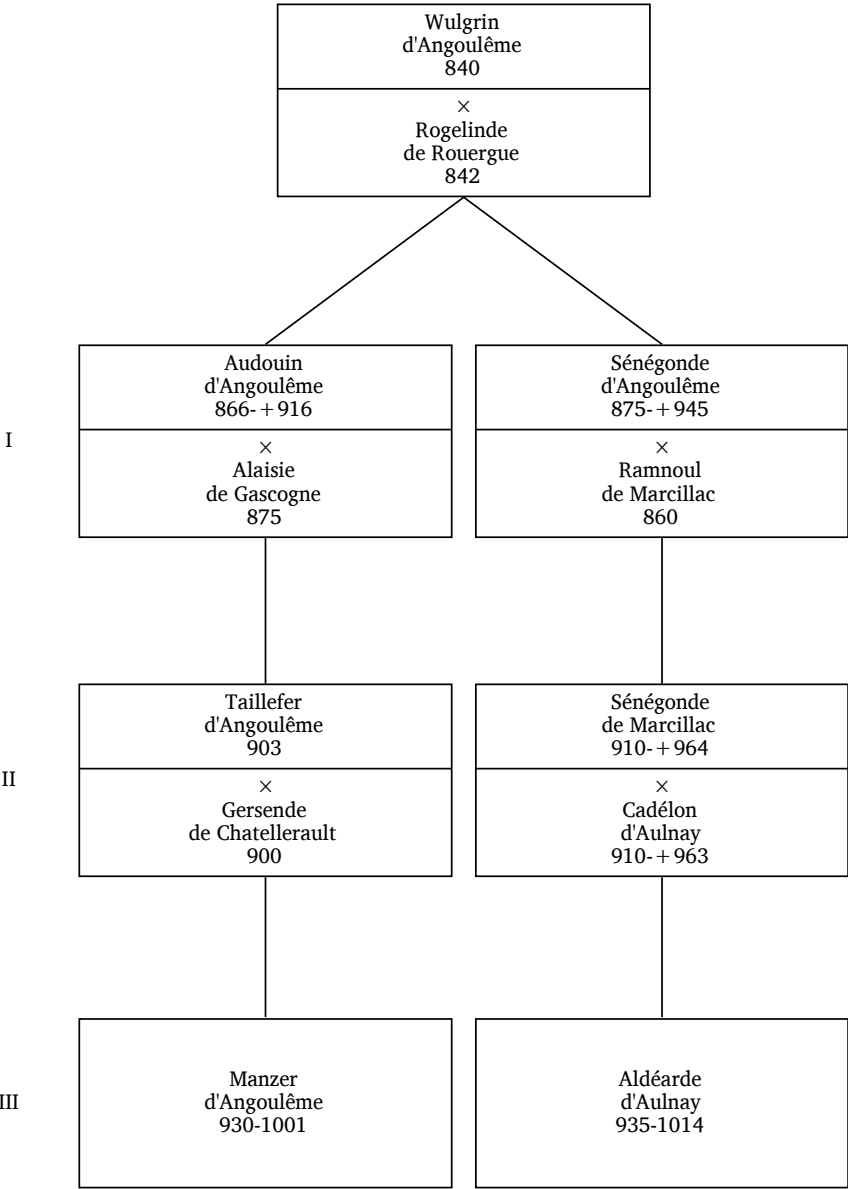 Wulgrin
d'Angoulême
840
×
Rogelinde
de Rouergue
842
I
Audouin
d'Angoulême
866-+916
×
Alaisie
de Gascogne
875
Sénégonde
d'Angoulême
875-+945
×
Ramnoul
de Marcillac
860
II
Taillefer
d'Angoulême
903
×
Gersende
de Chatellerault
900
Sénégonde
de Marcillac
910-+964
×
Cadélon
d'Aulnay
910-+963
III
Manzer
d'Angoulême
930-1001
Aldéarde
d'Aulnay
935-1014